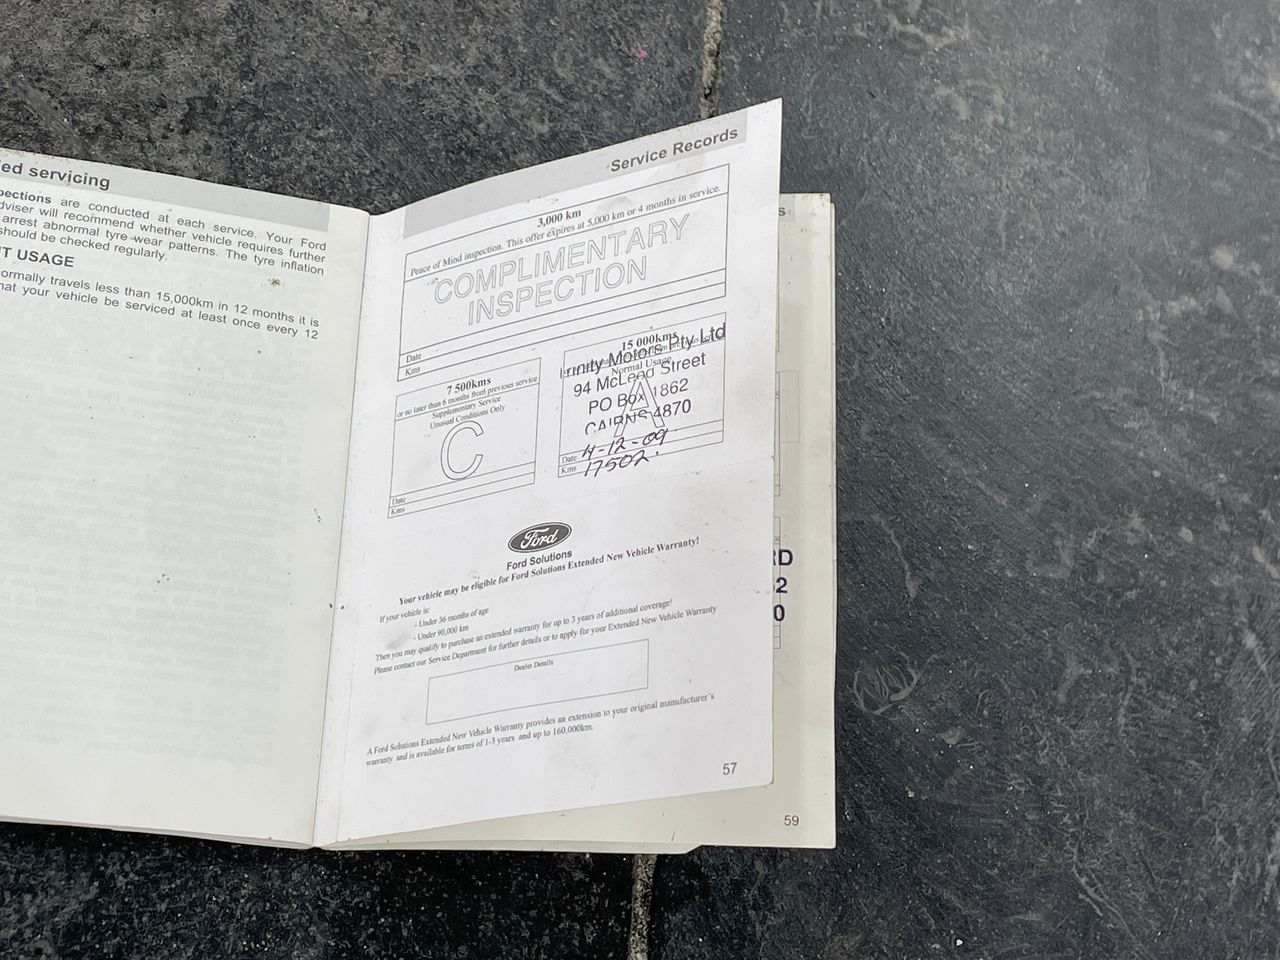 ed servicing
pections are conducted at each service. Your Ford
dviser will recommend whether vehicle requires further
arrest abnormal tyre wear patterns. The tyre inflation
should be checked regularly.
T USAGE
ormally travels less than 15,000km in 12 months it is
hat your vehicle be serviced at least once every 12
Service Records
3,000 km
Peace of Mind inspection. This offer expires at 5,000 km or 4 months in service.
COMPLIMENTARY
INSPECTION
Date
Kms
7 500kms
or no later than 6 months from previous service
Supplementary Service
Unusual Conditions Only
C
Date
Kms
15 000kms
Trinity Motors Pty Ltd
Normal Usage
94 McLeod Street
A
PO Box 1862
CAIRNS 4870
Date 4-12-09
Kms 17502.
Ford
Ford Solutions
Your vehicle may be eligible for Ford Solutions Extended New Vehicle Warranty!
If your vehicle is:
- Under 36 months of age
- Under 90,000 km
Then you may qualify to purchase an extended warranty for up to 3 years of additional coverage!
Please contact our Service Department for further details or to apply for your Extended New Vehicle Warranty
Dealer Details
A Ford Solutions Extended New Vehicle Warranty provides an extension to your original manufacturer's
warranty and is available for terms of 1-3 years and up to 160,000km.
57
s
RD
2
0
59